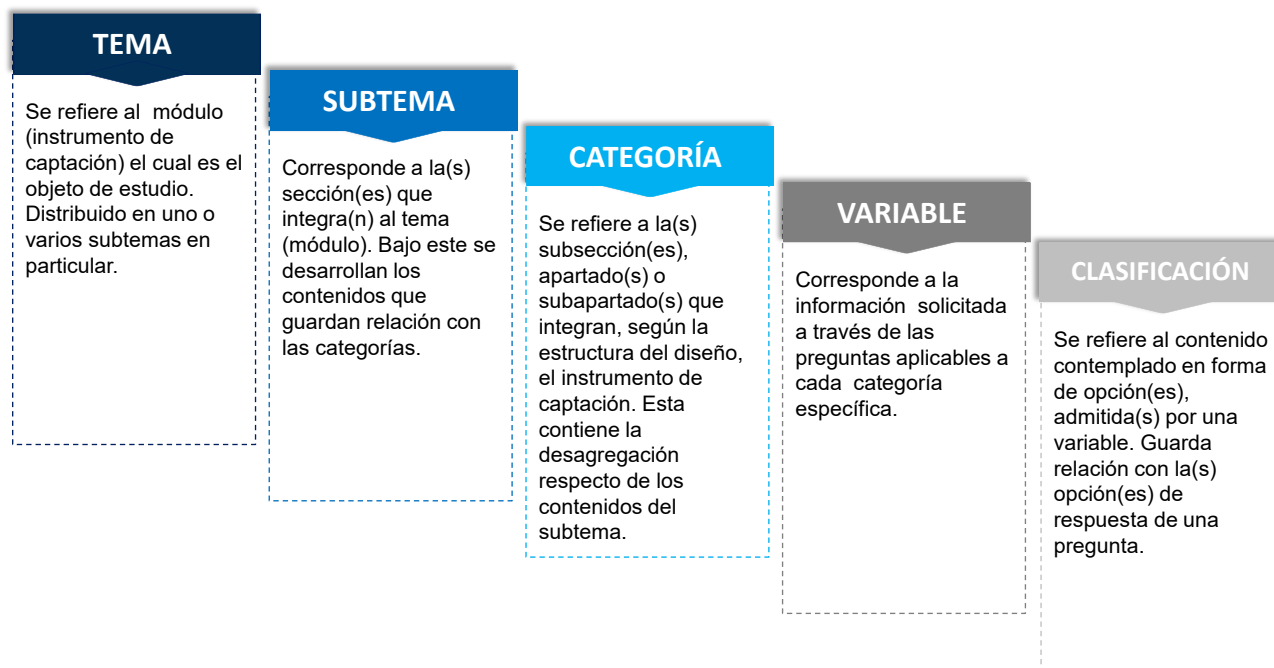 TEMA
Se refiere al módulo
(instrumento de
captación) el cual es el
objeto de estudio.
Distribuido en uno o
varios subtemas en
particular.
SUBTEMA
Corresponde a la(s)
sección(es) que
integra(n) al tema
(módulo). Bajo este se
desarrollan los
contenidos que
guardan relación con
las categorías.
CATEGORÍA
Se refiere a la(s)
subsección(es),
apartado(s) o
subapartado(s) que
integran, según la
estructura del diseño,
el instrumento de
captación. Esta
contiene la
desagregación
respecto de los
contenidos del
subtema.
VARIABLE
Corresponde a la
información solicitada
a través de las
preguntas aplicables a
cada categoría
específica.
CLASIFICACIÓN
Se refiere al contenido
contemplado en forma
de opción(es),
admitida(s) por una
variable. Guarda
relación con la(s)
opción(es) de
respuesta de una
pregunta.